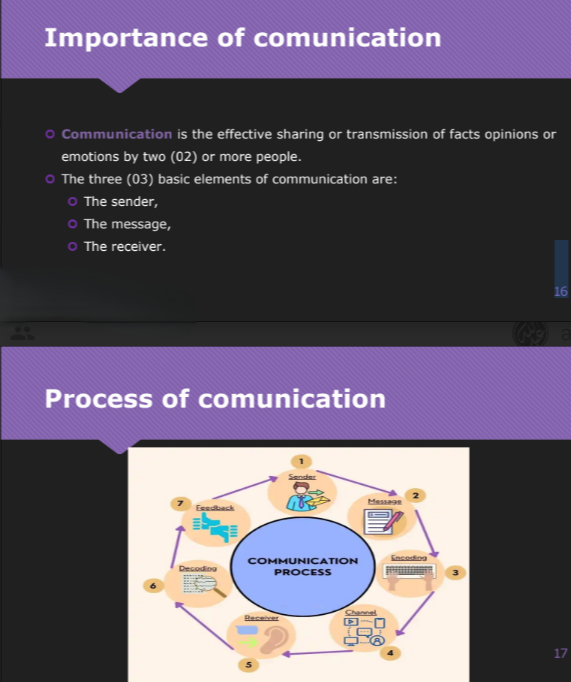 Importance of comunication
Communication is the effective sharing or transmission of facts opinions or
emotions by two (02) or more people.
The three (03) basic elements of communication are:
The sender,
The message,
The receiver.
16
Process of comunication
1
Sender
2
Message
7
Feedback
COMMUNICATION
PROCESS
Encoding
3
Decoding
6
Channel
4
Receiver
5
17